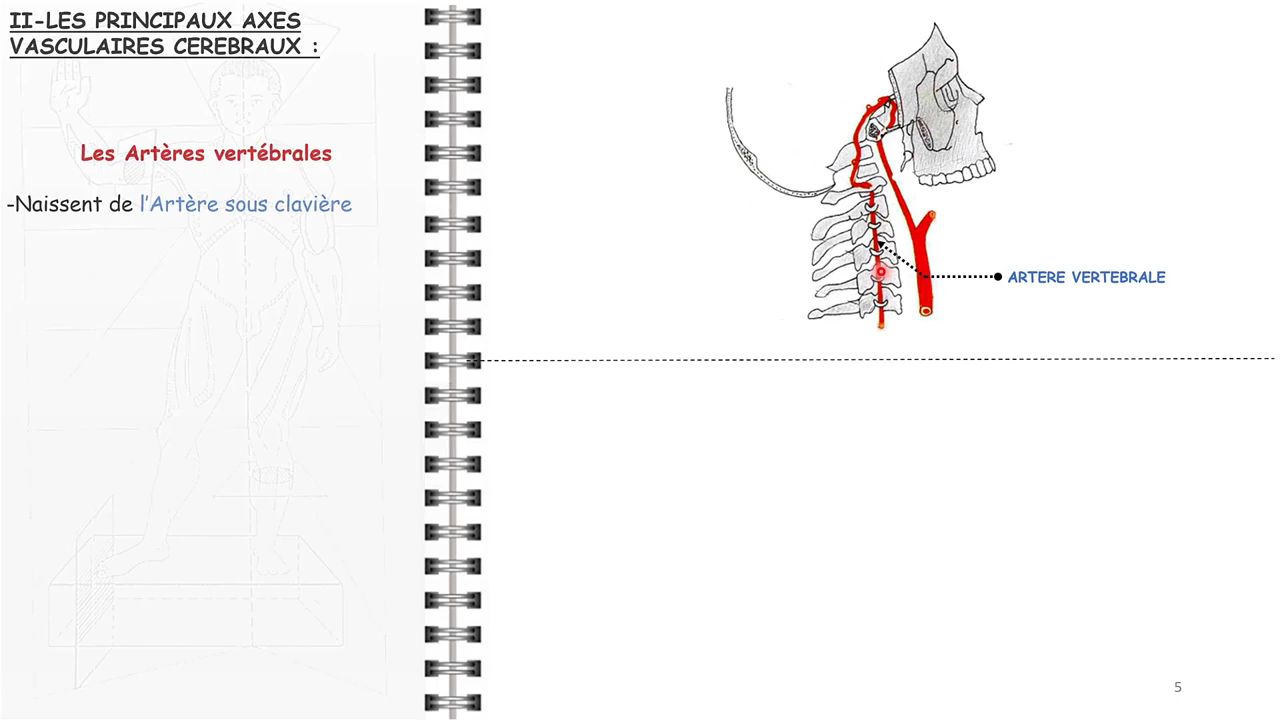 II-LES PRINCIPAUX AXES
VASCULAIRES CEREBRAUX :
Les Artères vertébrales
-Naissent de l'Artère sous clavière
ARTERE VERTEBRALE
5